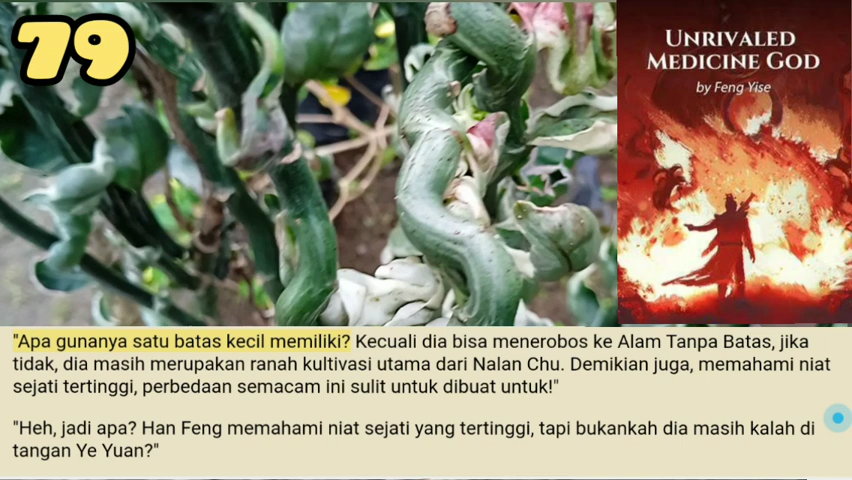 79
UNRIVALED
MEDICINE GOD
by Feng Yise
"Apa gunanya satu batas kecil memiliki? Kecuali dia bisa menerobos ke Alam Tanpa Batas, jika
tidak, dia masih merupakan ranah kultivasi utama dari Nalan Chu. Demikian juga, memahami niat
sejati tertinggi, perbedaan semacam ini sulit untuk dibuat untuk!"
"Heh, jadi apa? Han Feng memahami niat sejati yang tertinggi, tapi bukankah dia masih kalah di
tangan Ye Yuan?"